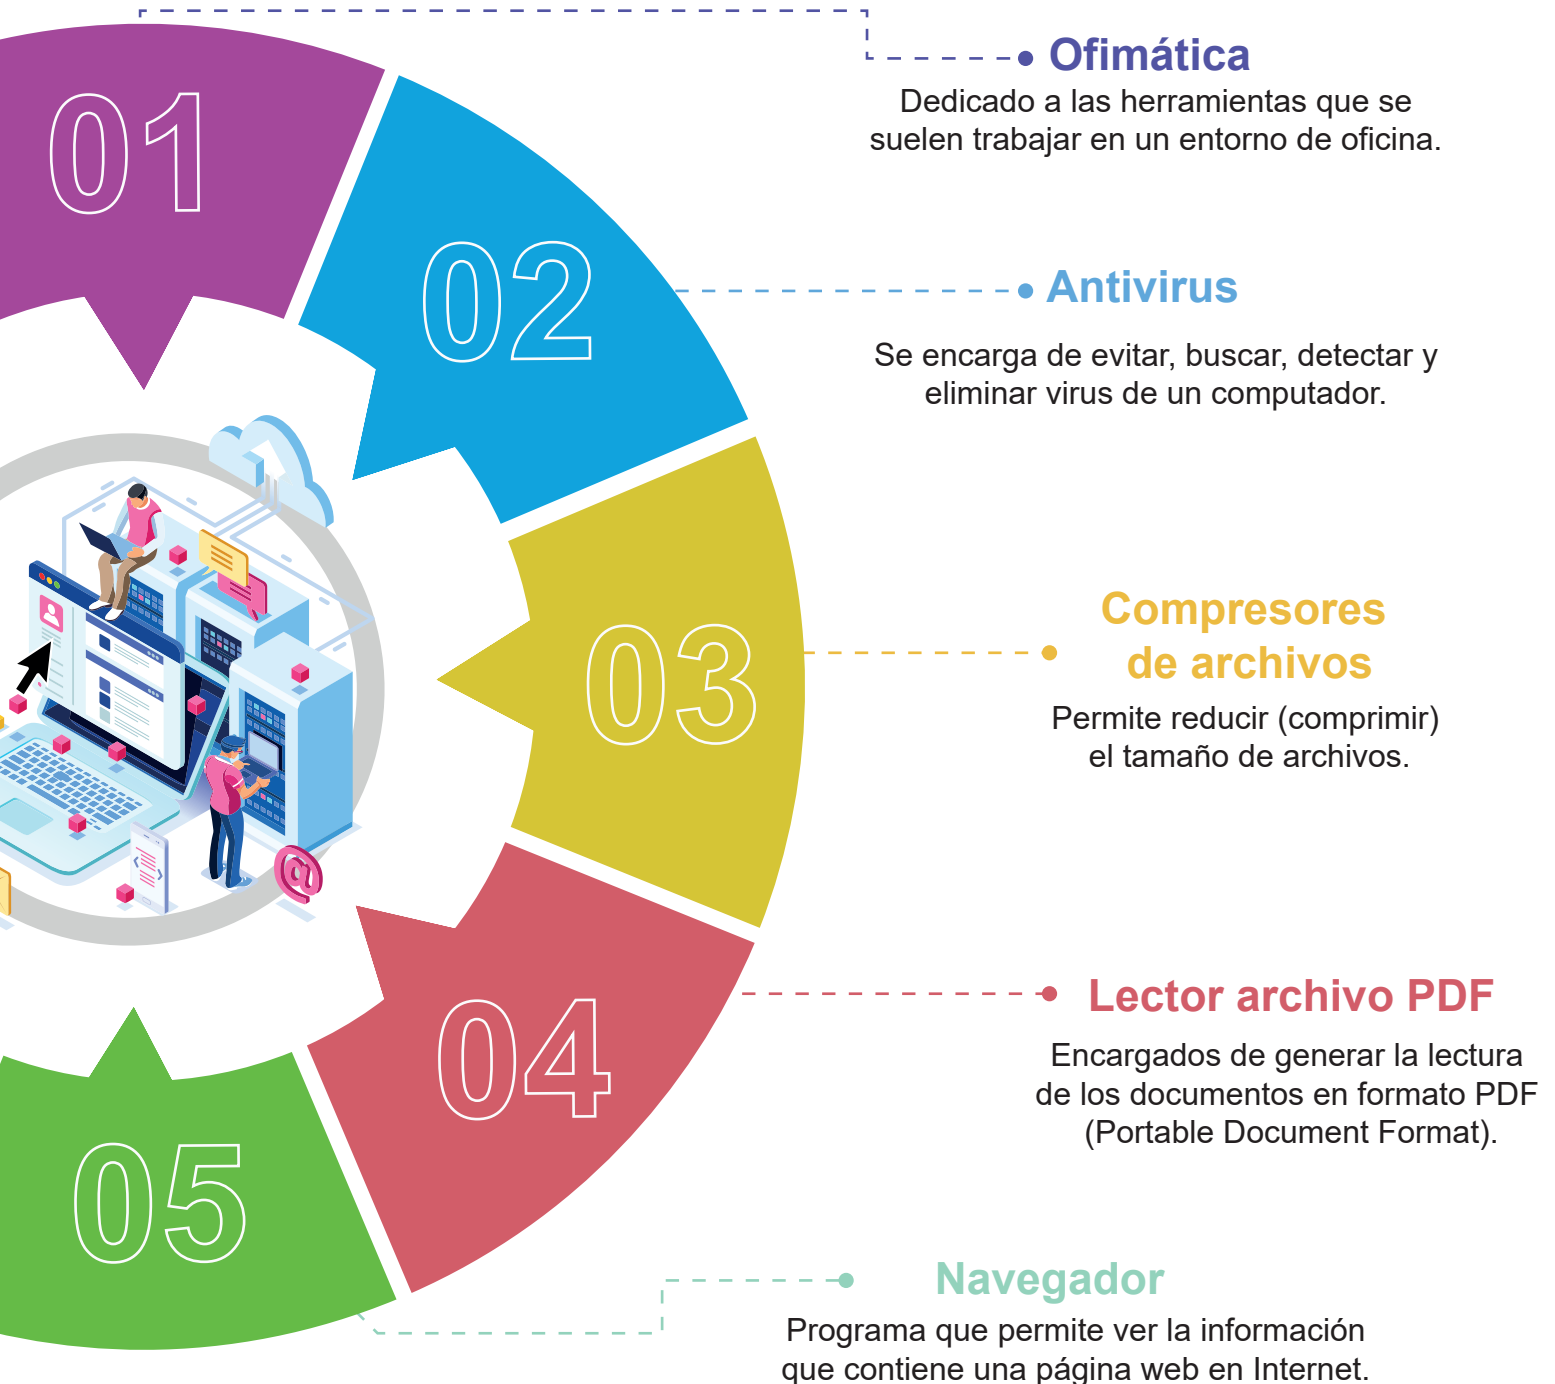 01
Ofimática
Dedicado a las herramientas que se
suelen trabajar en un entorno de oficina.
02
Antivirus
Se encarga de evitar, buscar, detectar y
eliminar virus de un computador.
03
Compresores
de archivos
Permite reducir (comprimir)
el tamaño de archivos.
04
Lector archivo PDF
Encargados de generar la lectura
de los documentos en formato PDF
(Portable Document Format).
05
Navegador
Programa que permite ver la información
que contiene una página web en Internet.
@